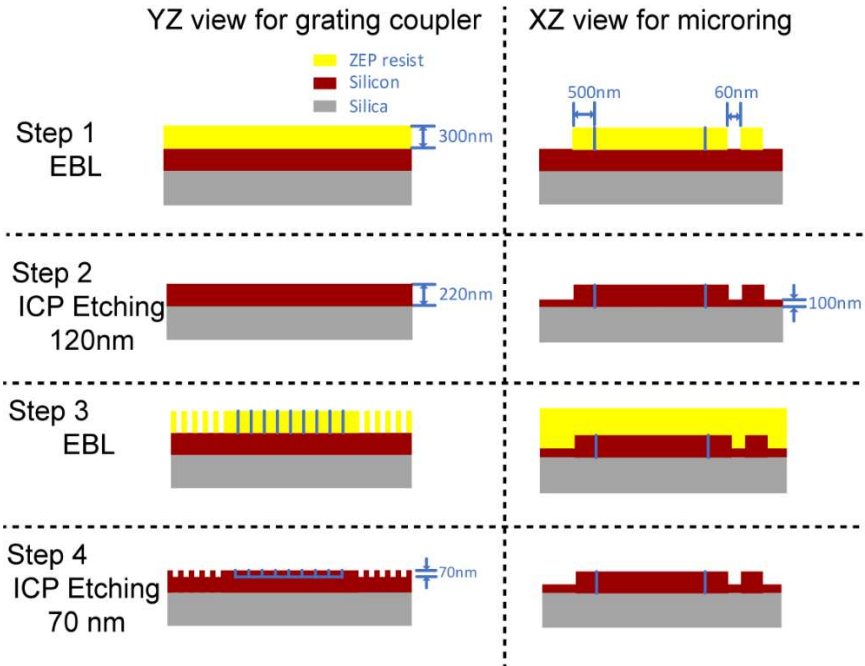 YZ view for grating coupler
XZ view for microring
ZEP resist
Silicon
Silica
Step 1
EBL
300nm
500nm
60nm
Step 2
ICP Etching
120nm
220nm
100nm
Step 3
EBL
Step 4
ICP Etching
70 nm
70nm